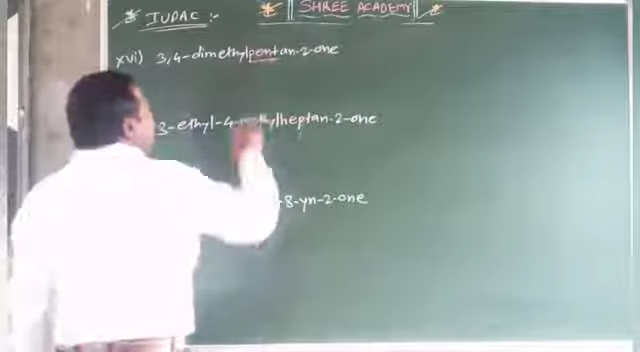 * IUPAC :-
* SHREE ACADEMY *
xvi) 3,4-dimethylpentan-2-one
3-ethyl-4- ylheptan-2-one
-8-yn-2-one